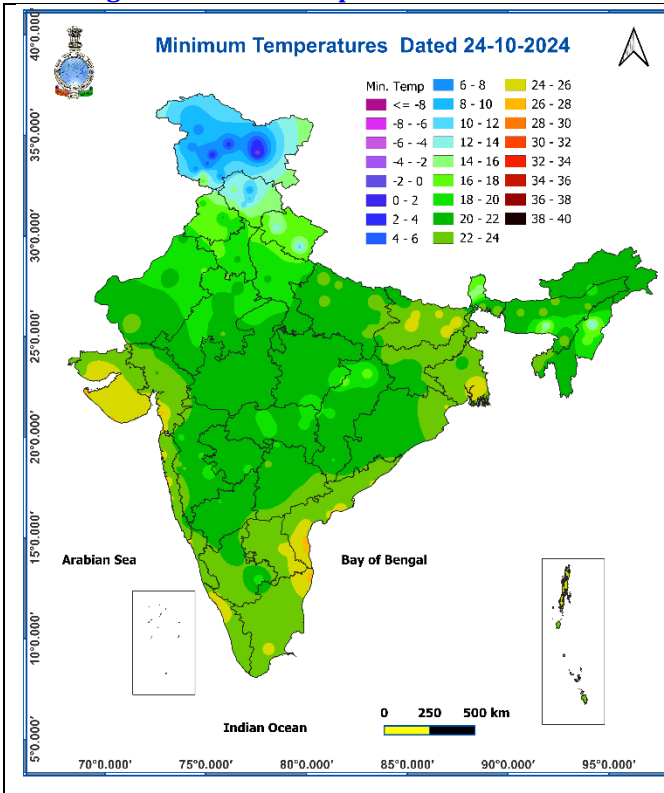 Minimum Temperatures Dated 24-10-2024
Min. Temp
<= -8
-8 - -6
-6 - -4
-4 - -2
-2 - 0
0 - 2
2 - 4
4 - 6
6 - 8
8 - 10
10 - 12
12 - 14
14 - 16
16 - 18
18 - 20
20 - 22
22 - 24
24 - 26
26 - 28
28 - 30
30 - 32
32 - 34
34 - 36
36 - 38
38 - 40
40°0.000'
35°0.000'
30°0.000'
25°0.000'
20°0.000'
15°0.000'
10°0.000'
5°0.000'
Arabian Sea
Bay of Bengal
Indian Ocean
0 250 500 km
70°0.000' 75°0.000' 80°0.000' 85°0.000' 90°0.000' 95°0.000'